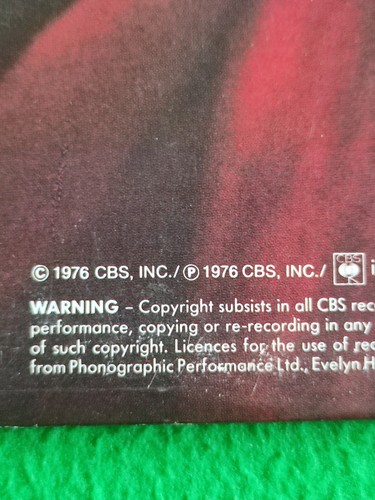 © 1976 CBS, INC./ ℗ 1976 CBS, INC./ CBS i
WARNING – Copyright subsists in all CBS reco
performance, copying or re-recording in any
of such copyright. Licences for the use of rec
from Phonographic Performance Ltd., Evelyn H